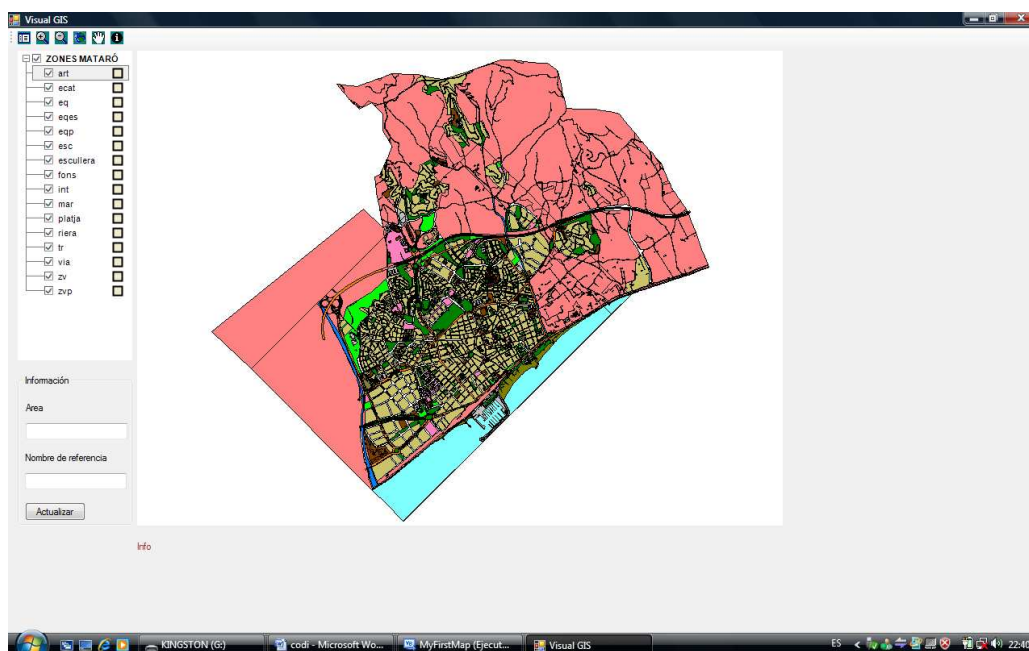 Visual GIS
ZONES MATARÓ
art
ecat
eq
eqes
eqp
esc
escullera
fons
int
mar
platja
riera
tr
via
zv
zvp
Información
Area
Nombre de referencia
Actualizar
Info
KINGSTON (G:)
codi - Microsoft Wo...
MyFirstMap (Ejecut...
Visual GIS
ES
22:40